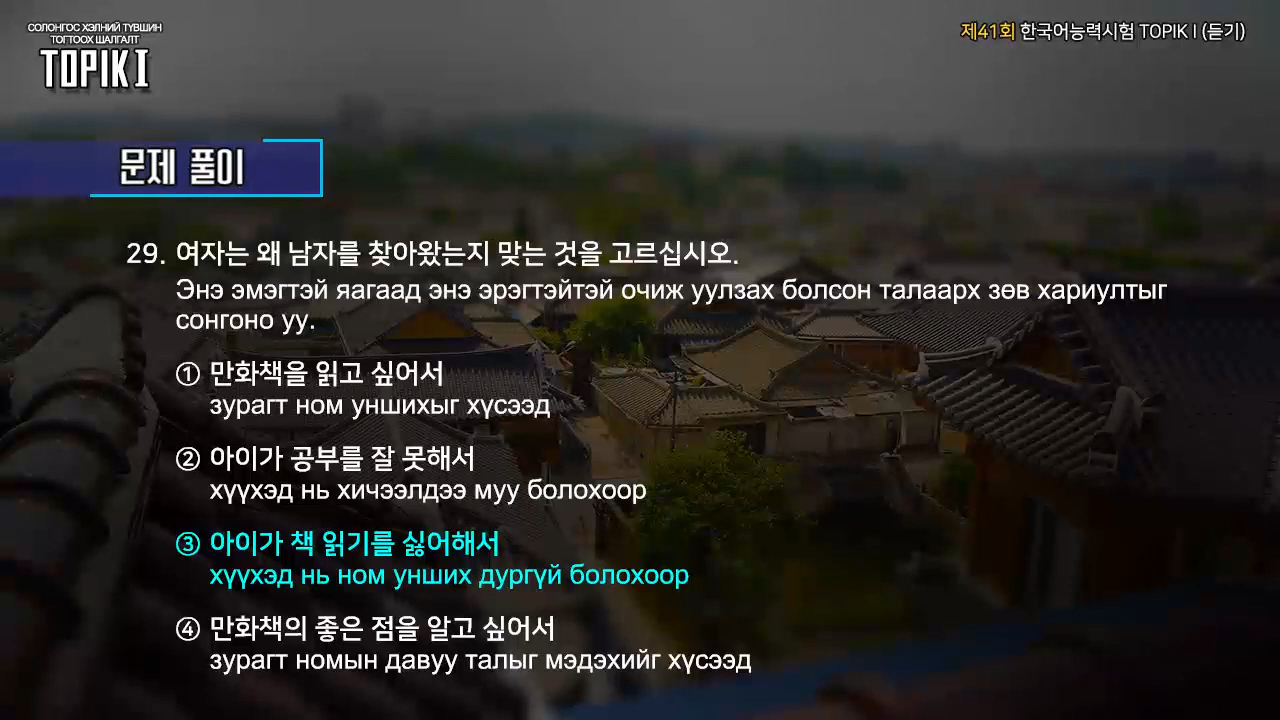 СОЛОНГОС ХЭЛНИЙ ТҮВШИН
ТОГТООХ ШАЛГАЛТ
TOPIK I
제41회 한국어능력시험 TOPIK I (듣기)
문제 풀이
29. 여자는 왜 남자를 찾아왔는지 맞는 것을 고르십시오.
Энэ эмэгтэй яагаад энэ эрэгтэйтэй очиж уулзах болсон талаарх зөв хариултыг
сонгоно уу.
① 만화책을 읽고 싶어서
зурагт ном уншихыг хүсээд
② 아이가 공부를 잘 못해서
хүүхэд нь хичээлдээ муу болохоор
③ 아이가 책 읽기를 싫어해서
хүүхэд нь ном унших дургүй болохоор
④ 만화책의 좋은 점을 알고 싶어서
зурагт номын давуу талыг мэдэхийг хүсээд